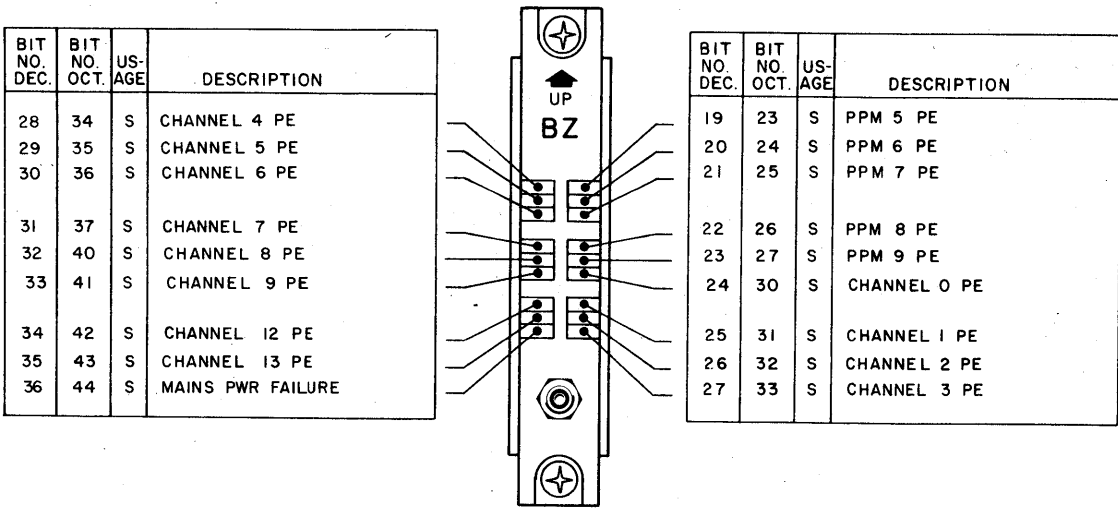 BIT NO. DEC. BIT NO. OCT. US-AGE DESCRIPTION
28 34 S CHANNEL 4 PE
29 35 S CHANNEL 5 PE
30 36 S CHANNEL 6 PE
31 37 S CHANNEL 7 PE
32 40 S CHANNEL 8 PE
33 41 S CHANNEL 9 PE
34 42 S CHANNEL 12 PE
35 43 S CHANNEL 13 PE
36 44 S MAINS PWR FAILURE
UP
BZ
BIT NO. DEC. BIT NO. OCT. US-AGE DESCRIPTION
19 23 S PPM 5 PE
20 24 S PPM 6 PE
21 25 S PPM 7 PE
22 26 S PPM 8 PE
23 27 S PPM 9 PE
24 30 S CHANNEL 0 PE
25 31 S CHANNEL 1 PE
26 32 S CHANNEL 2 PE
27 33 S CHANNEL 3 PE